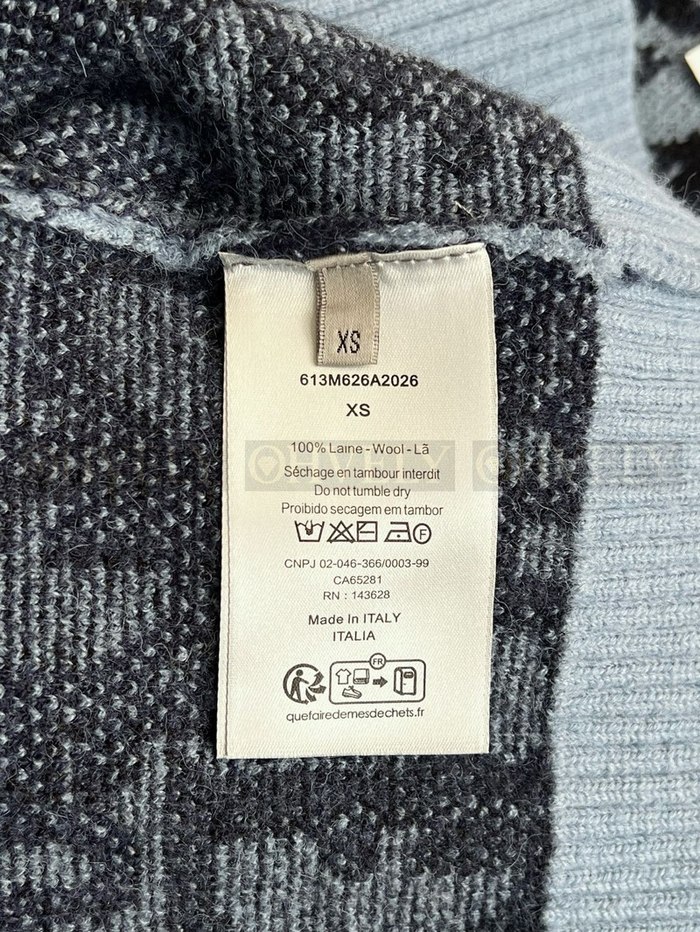 XS
613M626A2026
XS
100% Laine - Wool - Lã
Séchage en tambour interdit
Do not tumble dry
Proibido secagem em tambor
F
CNPJ 02-046-366/0003-99
CA65281
RN : 143628
Made In ITALY
ITALIA
FR
quefairedemesdechets.fr